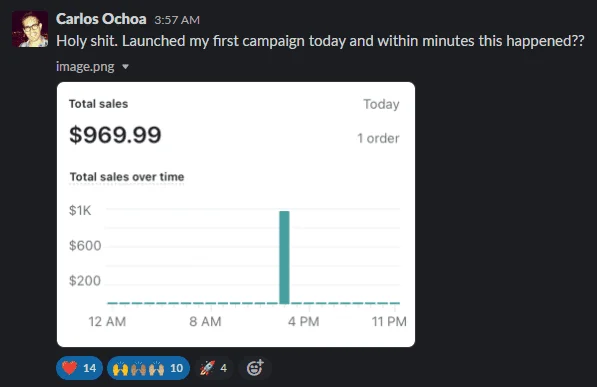 Carlos Ochoa 3:57 AM
Holy shit. Launched my first campaign today and within minutes this happened??
image.png
Total sales Today
$969.99 1 order
Total sales over time
$1K
$600
$200
12 AM 8 AM 4 PM 11 PM
14 10 4